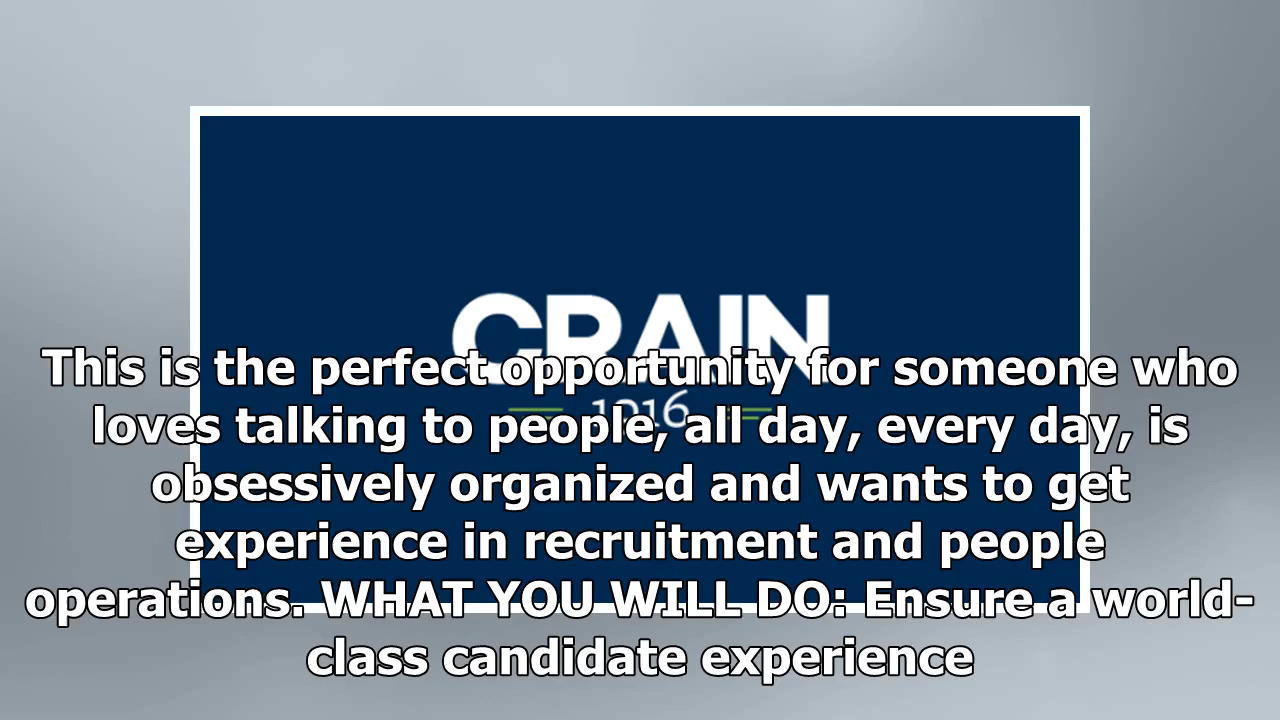 CRAIN
1916
This is the perfect opportunity for someone who
loves talking to people, all day, every day, is
obsessively organized and wants to get
experience in recruitment and people
operations. WHAT YOU WILL DO: Ensure a world-
class candidate experience